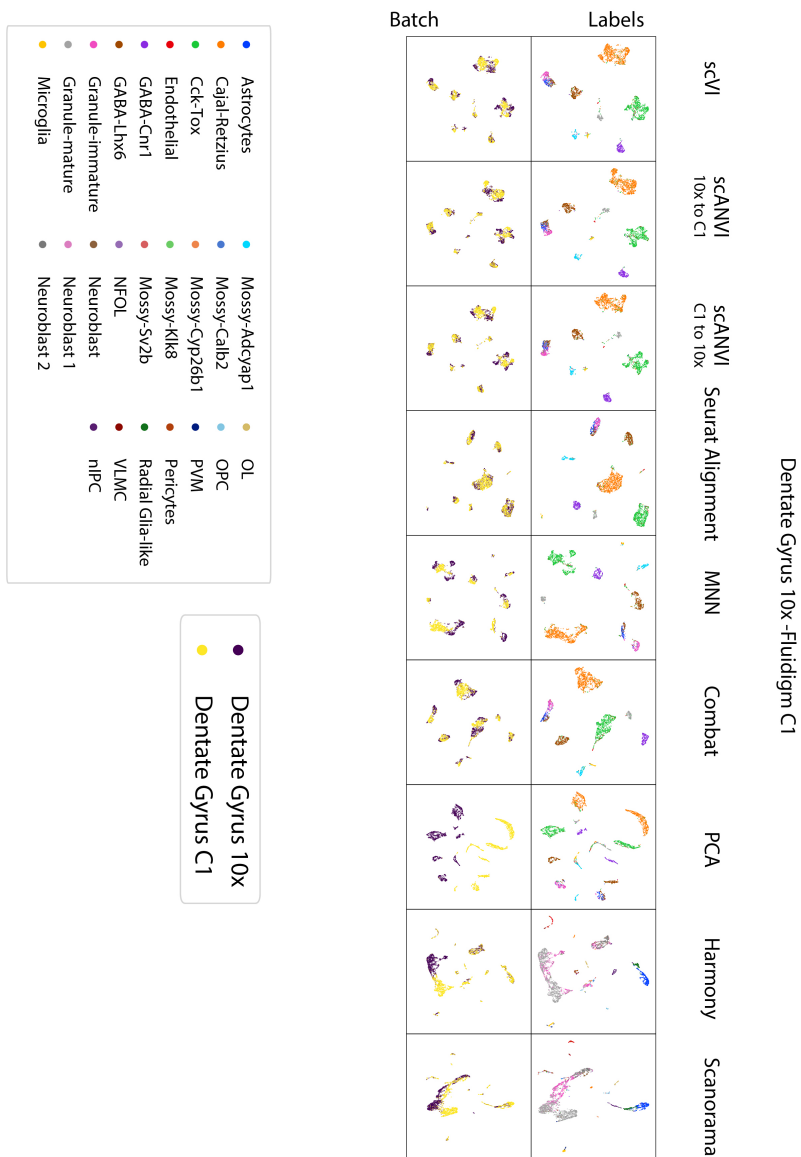 Dentate Gyrus 10x -Fluidigm C1
scVI
scANVI
10x to C1
scANVI
C1 to 10x
Seurat Alignment
MNN
Combat
PCA
Harmony
Scanorama
Labels
Batch
Astrocytes
Cajal-Retzius
Cck-Tox
Endothelial
GABA-Cnr1
GABA-Lhx6
Granule-immature
Granule-mature
Microglia
Mossy-Adcyap1
Mossy-Calb2
Mossy-Cyp26b1
Mossy-Klk8
Mossy-Sv2b
NFOL
Neuroblast
Neuroblast 1
Neuroblast 2
OL
OPC
PVM
Pericytes
Radial Glia-like
VLMC
nIPC
Dentate Gyrus 10x
Dentate Gyrus C1